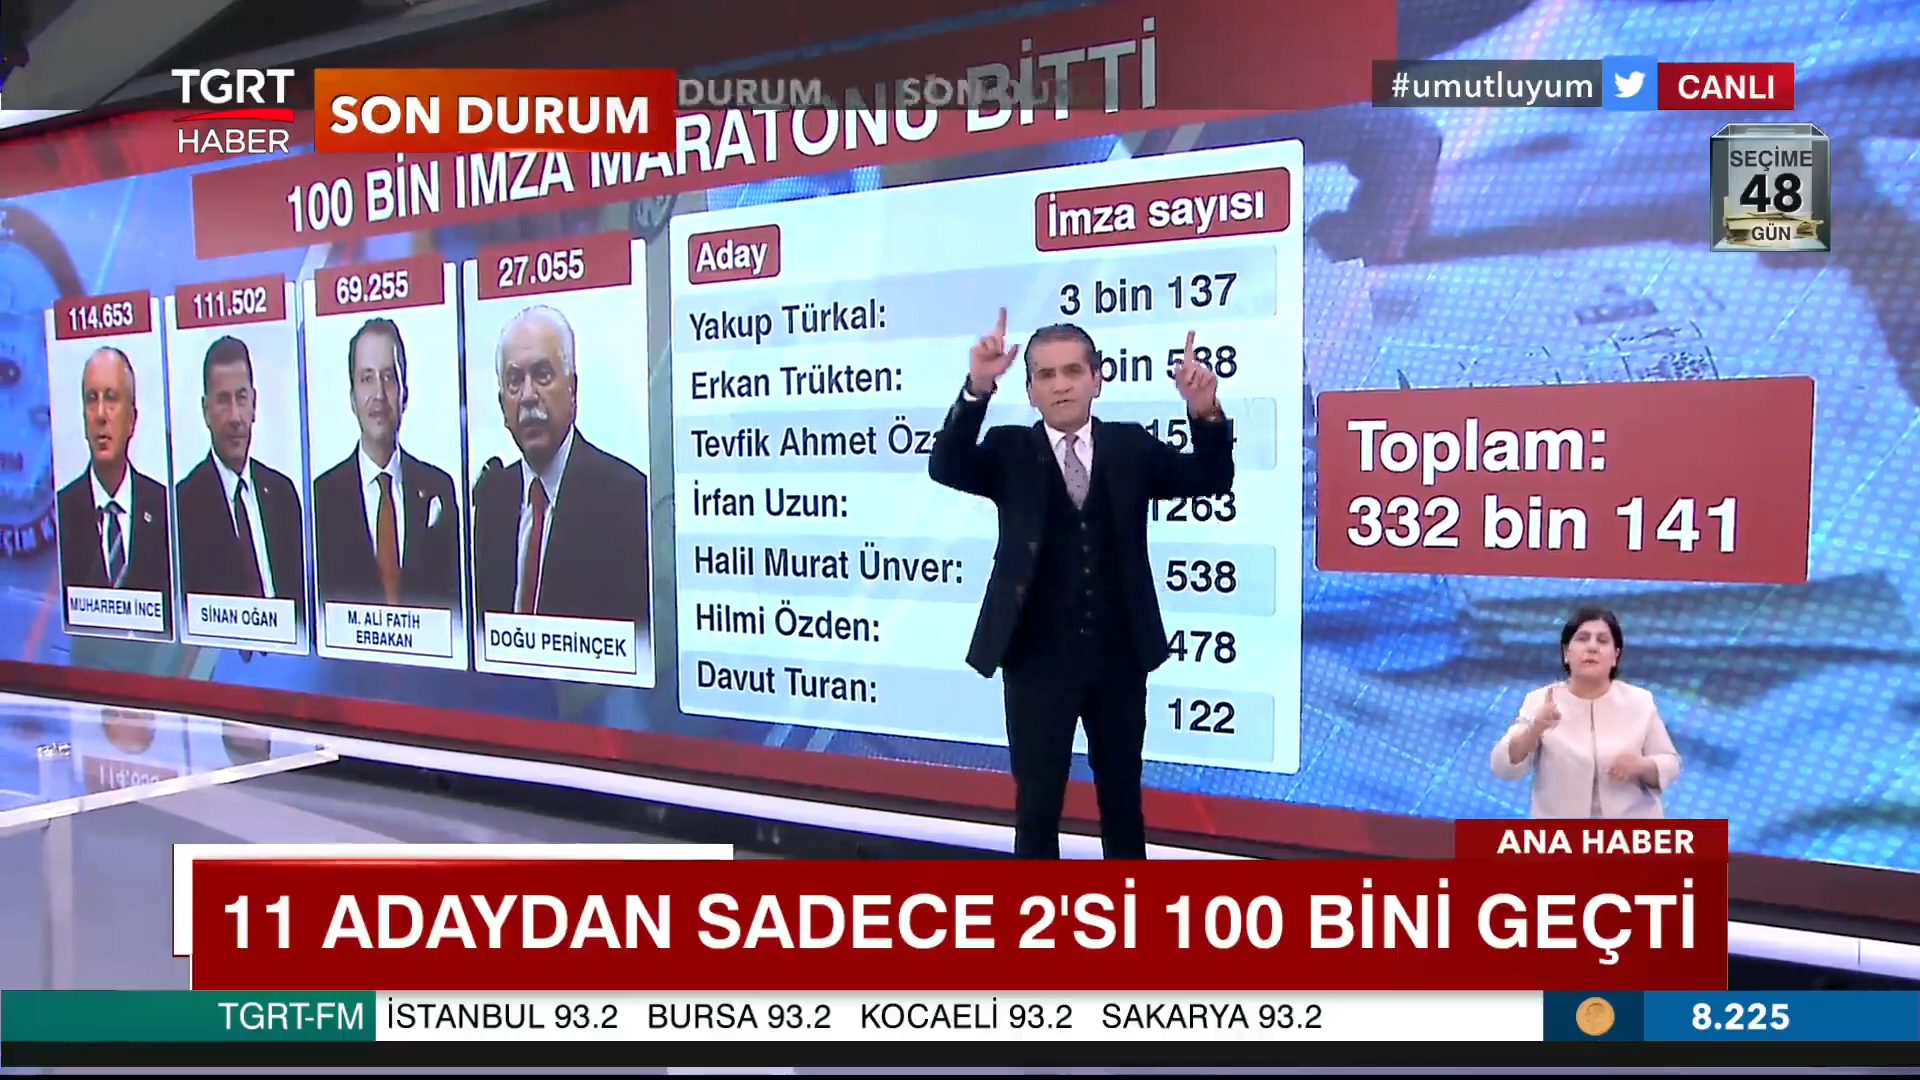 TGRT
HABER
SON DURUM
DURUM
#umutluyum
CANLI
SEÇİME
48
GÜN
100 BİN İMZA MARATONU BİTTİ
114.653
111.502
69.255
27.055
MUHARREM İNCE
SİNAN OĞAN
M. ALİ FATİH
ERBAKAN
DOĞU PERİNÇEK
Aday
İmza sayısı
Yakup Türkal: 3 bin 137
Erkan Trükten: bin
Tevfik Ahmet
İrfan Uzun: 1263
Halil Murat Ünver: 538
Hilmi Özden: 478
Davut Turan: 122
Toplam:
332 bin 141
ANA HABER
11 ADAYDAN SADECE 2'Sİ 100 BİNİ GEÇTİ
TGRT-FM İSTANBUL 93.2 BURSA 93.2 KOCAELİ 93.2 SAKARYA 93.2
8.225